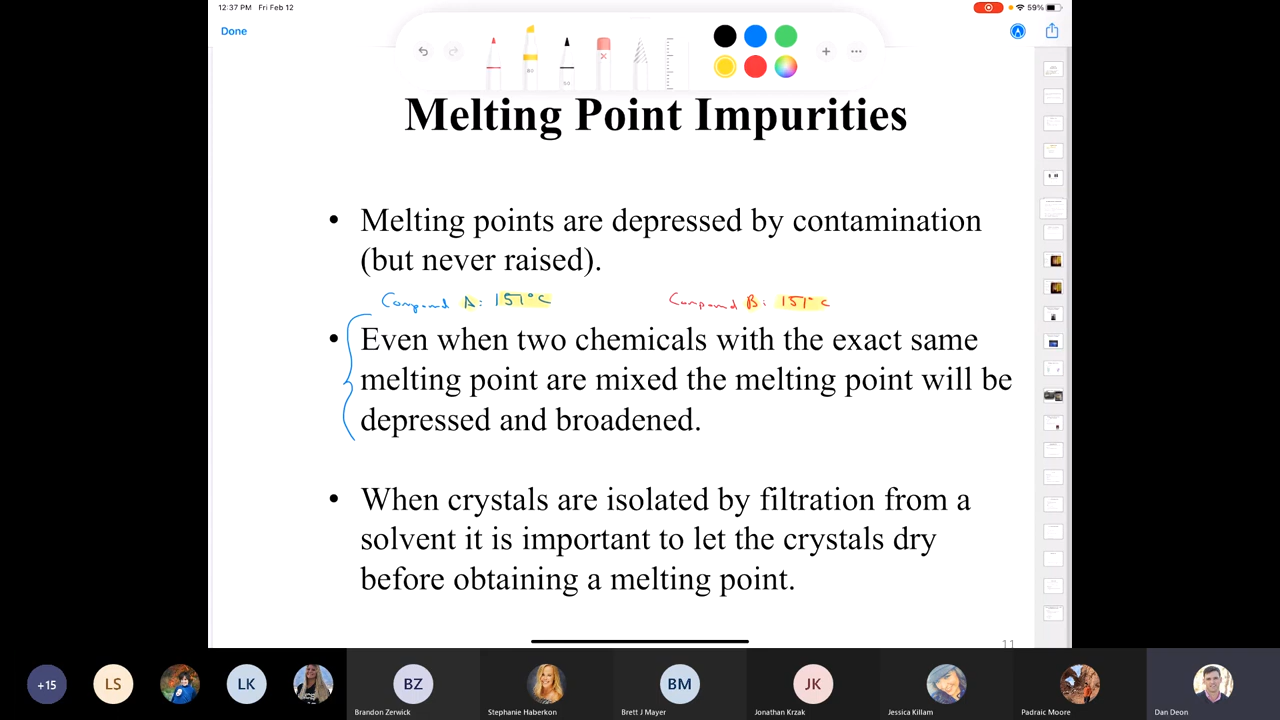 12:37 PM Fri Feb 12
59%
Done
Melting Point Impurities
• Melting points are depressed by contamination
(but never raised).
Compound A: 151°C
Compound B: 151°C
• Even when two chemicals with the exact same
melting point are mixed the melting point will be
depressed and broadened.
• When crystals are isolated by filtration from a
solvent it is important to let the crystals dry
before obtaining a melting point.
11
+15
LS
LK
BZ
BM
JK
Brandon Zerwick
Stephanie Haberkon
Brett J Mayer
Jonathan Krzak
Jessica Killam
Padraic Moore
Dan Deon